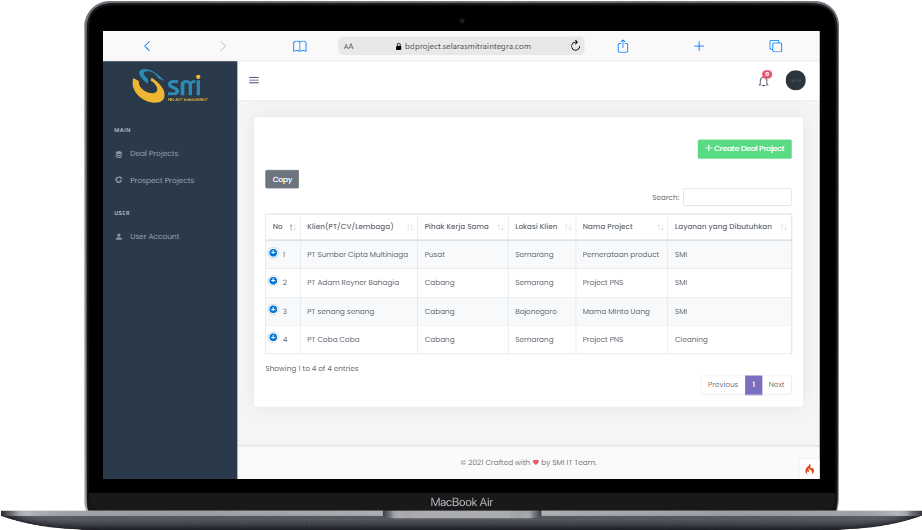 AA bdproject.selarasmitraintegra.com
smi
PROJECT MANAGEMENT
MAIN
Deal Projects
Prospect Projects
USER
User Account
+ Create Deal Project
Copy
Search:
No Klien(PT/CV/Lembaga) Pihak Kerja Sama Lokasi Klien Nama Project Layanan yang Dibutuhkan
1 PT Sumber Cipta Multiniaga Pusat Semarang Pemerataan product SMI
2 PT Adam Reyner Bahagia Cabang Semarang Project PNS SMI
3 PT senang senang Cabang Bojonegoro Mama Minta Uang SMI
4 PT Coba Coba Cabang Semarang Project PNS Cleaning
Showing 1 to 4 of 4 entries
Previous 1 Next
© 2021 Crafted with ❤ by SMI IT Team.
MacBook Air